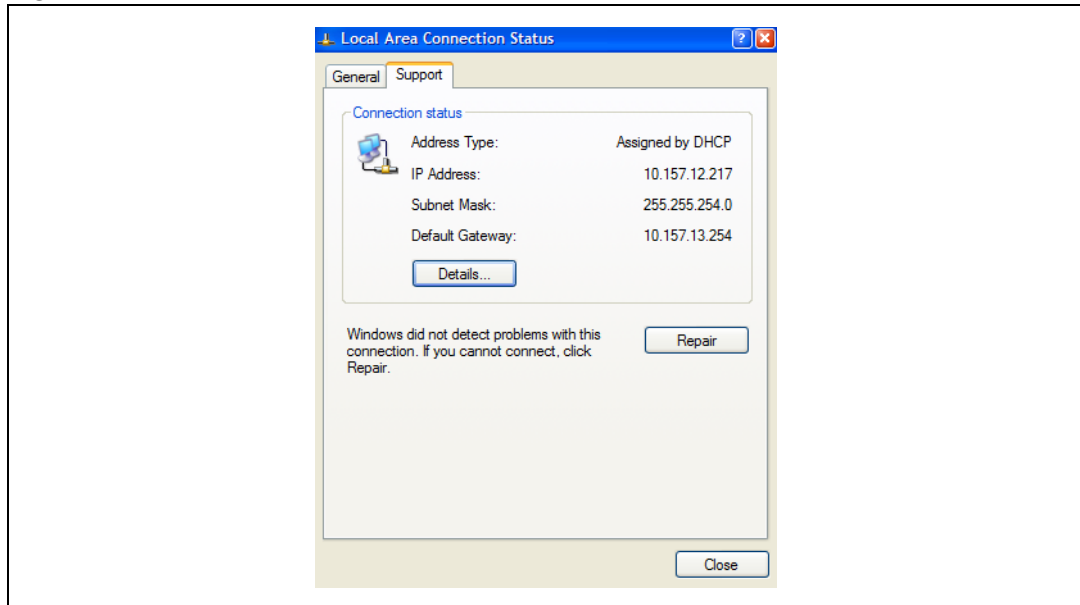 Local Area Connection Status
General
Support
Connection status
Address Type: Assigned by DHCP
IP Address: 10.157.12.217
Subnet Mask: 255.255.254.0
Default Gateway: 10.157.13.254
Details...
Windows did not detect problems with this
connection. If you cannot connect, click
Repair.
Repair
Close